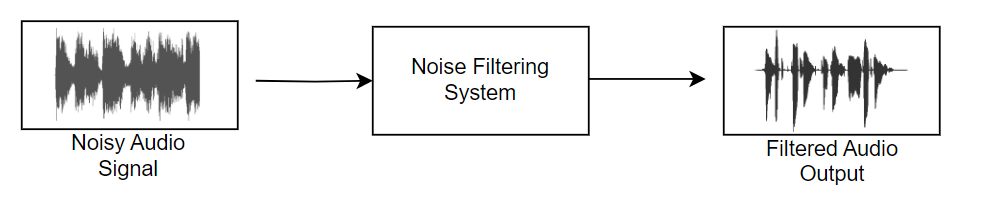 Noisy Audio
Signal
Noise Filtering
System
Filtered Audio
Output